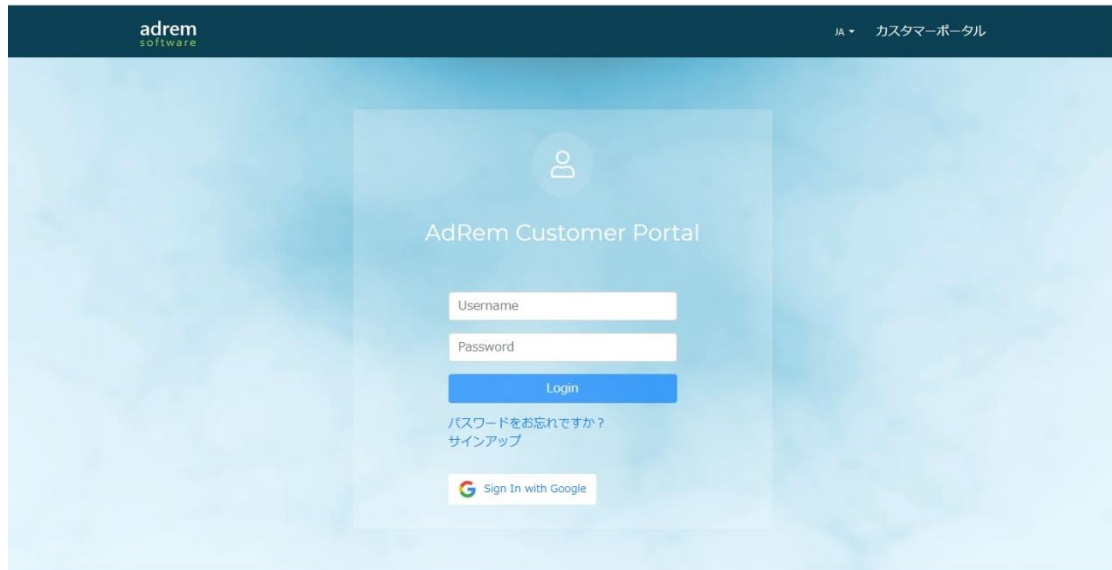 adrem
software
JA
カスタマーポータル
AdRem Customer Portal
Username
Password
Login
パスワードをお忘れですか？
サインアップ
Sign In with Google